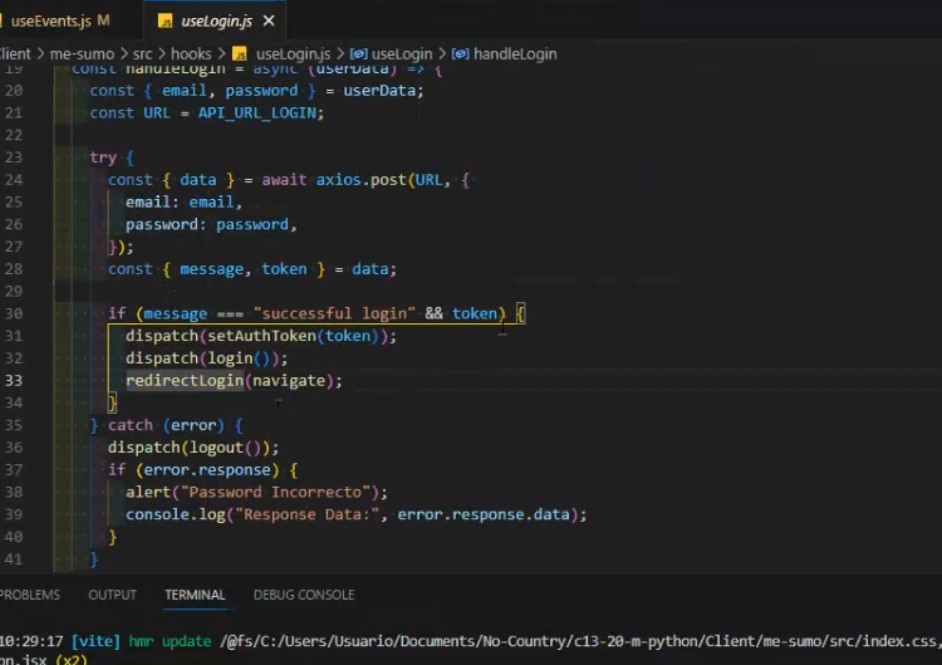 useEvents.js M
useLogin.js
Client > me-sumo > src > hooks > useLogin.js > useLogin > handleLogin
19 const handleLogin = async (userData) => {
20 const { email, password } = userData;
21 const URL = API_URL_LOGIN;
22
23 try {
24 const { data } = await axios.post(URL, {
25 email: email,
26 password: password,
27 });
28 const { message, token } = data;
29
30 if (message === "successful login" && token) {
31 dispatch(setAuthToken(token));
32 dispatch(login());
33 redirectLogin(navigate);
34 }
35 } catch (error) {
36 dispatch(logout());
37 if (error.response) {
38 alert("Password Incorrecto");
39 console.log("Response Data:", error.response.data);
40 }
41 }
PROBLEMS OUTPUT TERMINAL DEBUG CONSOLE
10:29:17 [vite] hmr update /@fs/C:/Users/Usuario/Documents/No-Country/c13-20-m-python/Client/me-sumo/src/index.css,
on.jsx (x2)